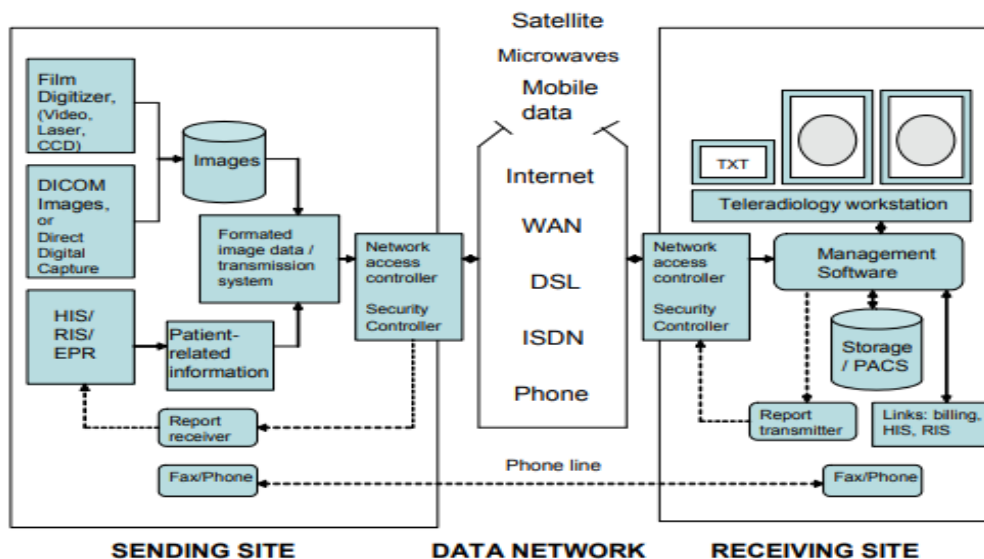 Film
Digitizer,
(Video,
Laser,
CCD)
DICOM
Images,
or
Direct
Digital
Capture
HIS/
RIS/
EPR
Images
Formated
image data /
transmission
system
Patient-
related
information
Report
receiver
Fax/Phone
Network
access
controller
Security
Controller
SENDING SITE
Satellite
Microwaves
Mobile
data
Internet
WAN
DSL
ISDN
Phone
Phone line
DATA NETWORK
Network
access
controller
Security
Controller
TXT
Teleradiology workstation
Management
Software
Storage
/ PACS
Report
transmitter
Links: billing,
HIS, RIS
Fax/Phone
RECEIVING SITE